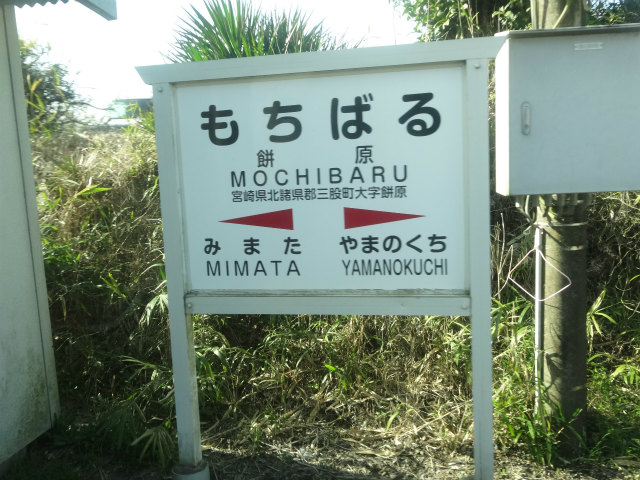 もちばる
餅原
MOCHIBARU
宮崎県北諸県郡三股町大字餅原
みまた やまのくち
MIMATA YAMANOKUCHI